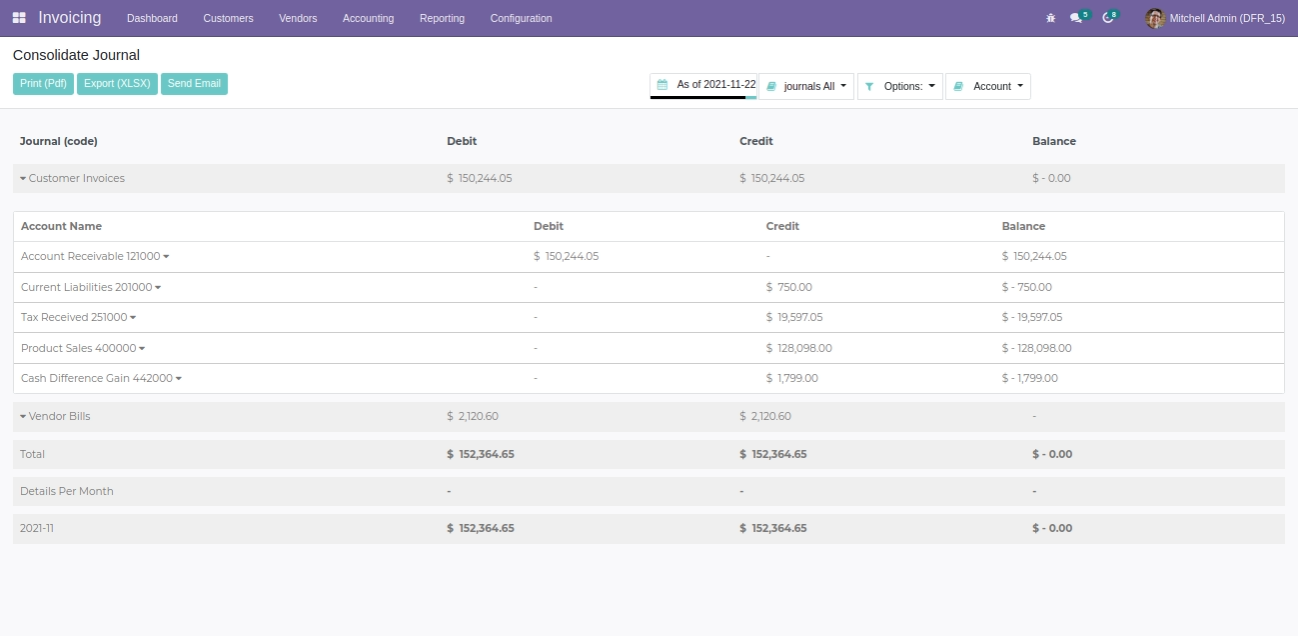 Invoicing Dashboard Customers Vendors Accounting Reporting Configuration 5 8 Mitchell Admin (DFR_15)
Consolidate Journal
Print (Pdf) Export (XLSX) Send Email As of 2021-11-22 journals All Options: Account
Journal (code) Debit Credit Balance
Customer Invoices $ 150,244.05 $ 150,244.05 $ - 0.00
Account Name Debit Credit Balance
Account Receivable 121000 $ 150,244.05 - $ 150,244.05
Current Liabilities 201000 - $ 750.00 $ - 750.00
Tax Received 251000 - $ 19,597.05 $ - 19,597.05
Product Sales 400000 - $ 128,098.00 $ - 128,098.00
Cash Difference Gain 442000 - $ 1,799.00 $ - 1,799.00
Vendor Bills $ 2,120.60 $ 2,120.60 -
Total $ 152,364.65 $ 152,364.65 $ - 0.00
Details Per Month - - -
2021-11 $ 152,364.65 $ 152,364.65 $ - 0.00